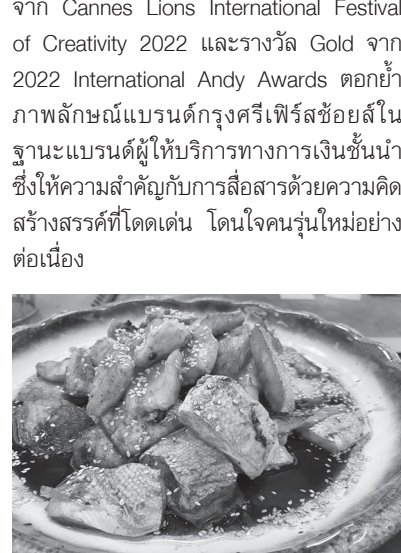 จาก Cannes Lions International Festival
of Creativity 2022 และรางวัล Gold จาก
2022 International Andy Awards ตอกย้ำ
ภาพลักษณ์แบรนด์กรุงศรีเฟิร์สช้อยส์ใน
ฐานะแบรนด์ผู้ให้บริการทางการเงินชั้นนำ
ซึ่งให้ความสำคัญกับการสื่อสารด้วยความคิด
สร้างสรรค์ที่โดดเด่น โดนใจคนรุ่นใหม่อย่าง
ต่อเนื่อง